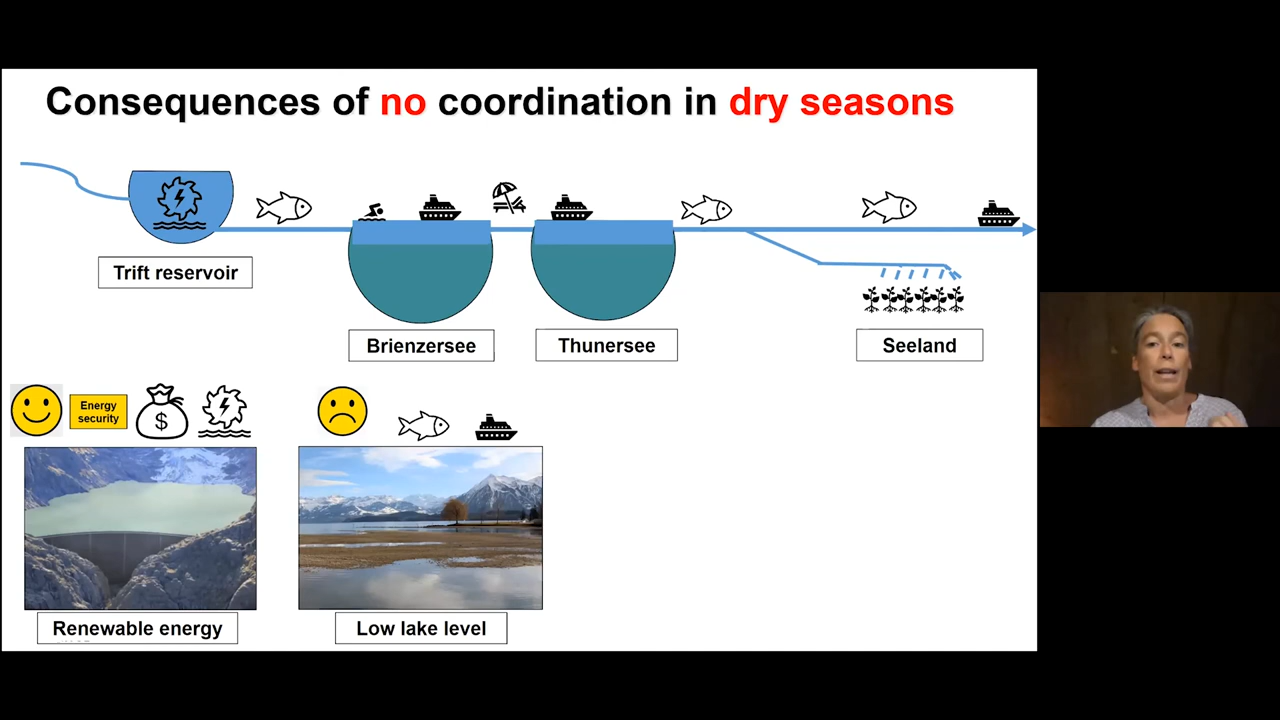 Consequences of no coordination in dry seasons
Trift reservoir
Brienzersee
Thunersee
Seeland
Energy
security
$
Renewable energy
Low lake level